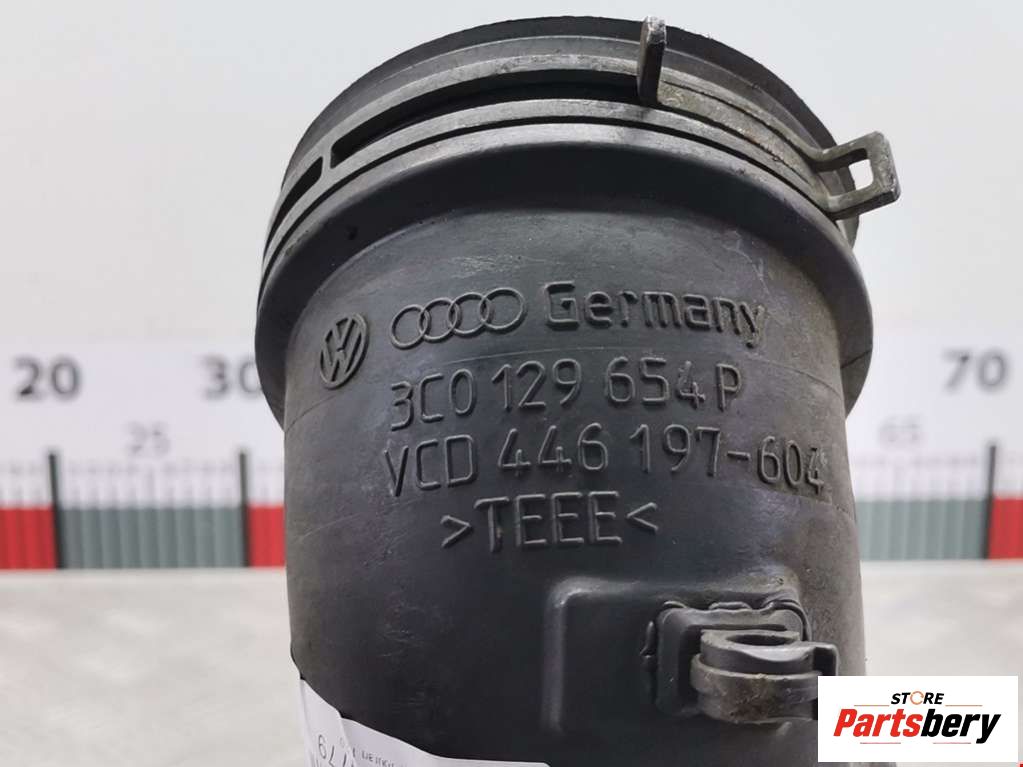 Germany
3C0 129 654 P
VCD 446 197-604
>TEEE<
20
25
30
65
70
STORE
Partsbery